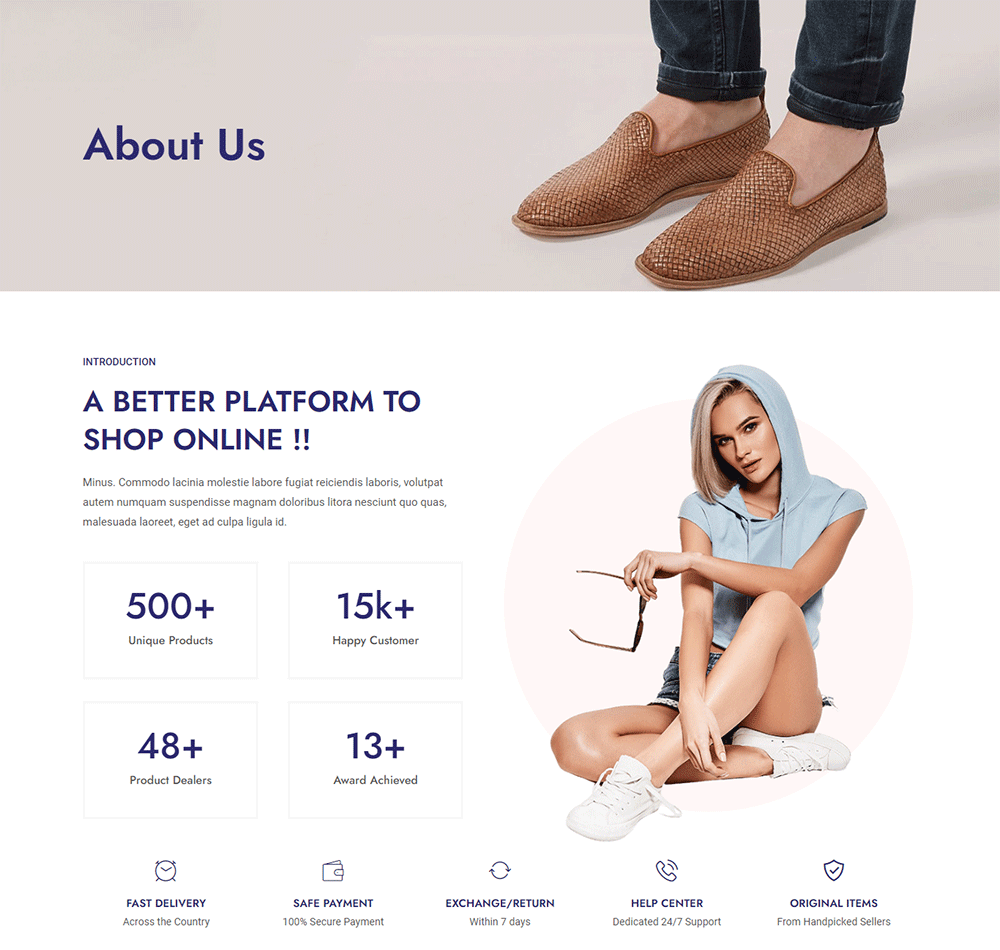 About Us
INTRODUCTION
A BETTER PLATFORM TO
SHOP ONLINE !!
Minus. Commodo lacinia molestie labore fugiat reiciendis laboris, volutpat
autem numquam suspendisse magnam doloribus litora nesciunt quo quas,
malesuada laoreet, eget ad culpa ligula id.
500+
Unique Products
15k+
Happy Customer
48+
Product Dealers
13+
Award Achieved
FAST DELIVERY
Across the Country
SAFE PAYMENT
100% Secure Payment
EXCHANGE/RETURN
Within 7 days
HELP CENTER
Dedicated 24/7 Support
ORIGINAL ITEMS
From Handpicked Sellers